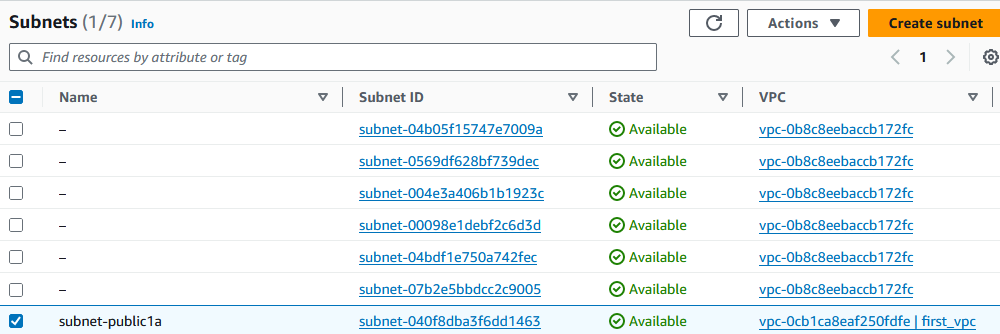 Subnets (1/7) Info Actions Create subnet
Find resources by attribute or tag 1
Name Subnet ID State VPC
– subnet-04b05f15747e7009a Available vpc-0b8c8eebaccb172fc
– subnet-0569df628bf739dec Available vpc-0b8c8eebaccb172fc
– subnet-004e3a406b1b1923c Available vpc-0b8c8eebaccb172fc
– subnet-00098e1debf2c6d3d Available vpc-0b8c8eebaccb172fc
– subnet-04bdf1e750a742fec Available vpc-0b8c8eebaccb172fc
– subnet-07b2e5bbdcc2c9005 Available vpc-0b8c8eebaccb172fc
subnet-public1a subnet-040f8dba3f6dd1463 Available vpc-0cb1ca8eaf250fdfe | first_vpc